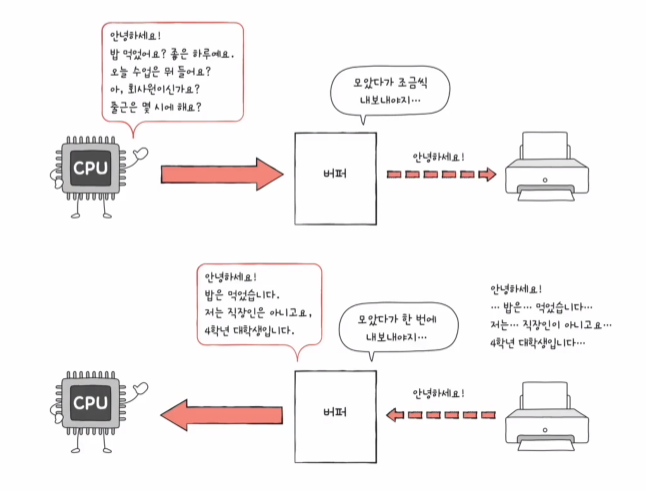 안녕하세요!
밥 먹었어요? 좋은 하루예요.
오늘 수업은 뭐 들어요?
아, 회사원이신가요?
출근은 몇 시에 해요?
모았다가 조금씩
내보내야지…
CPU
버퍼
안녕하세요!
안녕하세요!
밥은 먹었습니다.
저는 직장인은 아니고요,
4학년 대학생입니다.
모았다가 한 번에
내보내야지…
안녕하세요!
… 밥은… 먹었습니다…
저는… 직장인이 아니고요…
4학년 대학생입니다…
CPU
버퍼
안녕하세요!